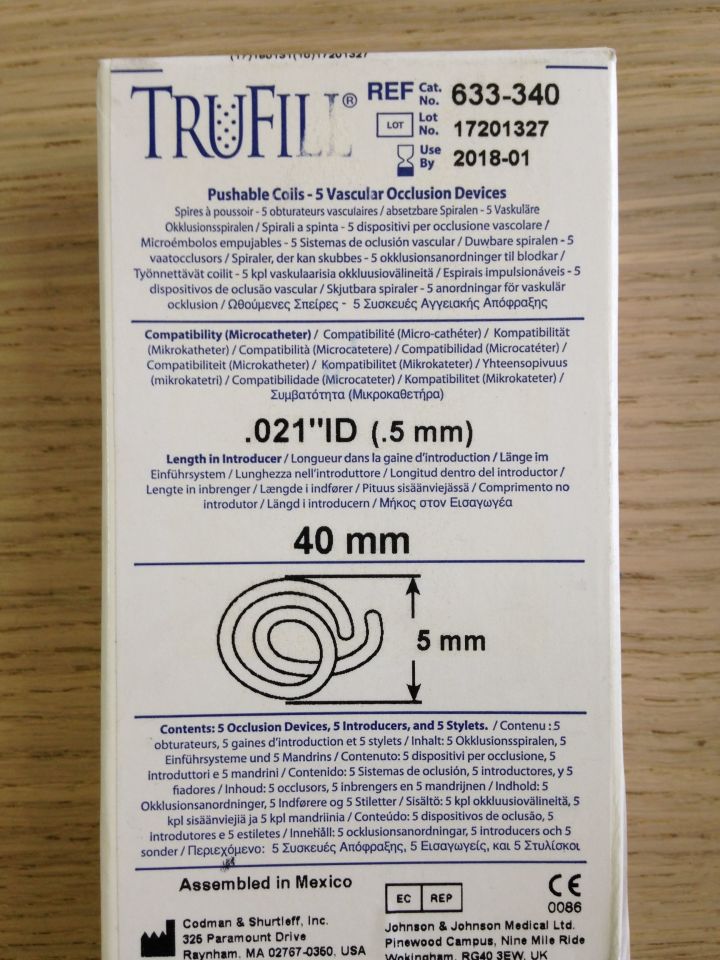 (17)180131(10)17201327
TRUFILL® REF Cat. No. 633-340
LOT Lot No. 17201327
Use By 2018-01
Pushable Coils - 5 Vascular Occlusion Devices
Spires à poussoir - 5 obturateurs vasculaires / absetzbare Spiralen - 5 Vaskuläre
Okklusionsspiralen / Spirali a spinta - 5 dispositivi per occlusione vascolare /
Microémbolos empujables - 5 Sistemas de oclusión vascular / Duwbare spiralen - 5
vaatocclusors / Spiraler, der kan skubbes - 5 okklusionsanordninger til blodkar /
Työnnettävät coilit - 5 kpl vaskulaarisia okkluusiovälineitä / Espirais impulsionáveis - 5
dispositivos de oclusão vascular / Skjutbara spiraler - 5 anordningar för vaskulär
ocklusion / Ωθούμενες Σπείρες - 5 Συσκευές Αγγειακής Απόφραξης
Compatibility (Microcatheter) / Compatibilité (Micro-cathéter) / Kompatibilität
(Mikrokatheter) / Compatibilità (Microcatetere) / Compatibilidad (Microcatéter) /
Compatibiliteit (Microkatheter) / Kompatibilitet (Mikrokateter) / Yhteensopivuus
(mikrokatetri) / Compatibilidade (Microcateter) / Kompatibilitet (Mikrokateter) /
Συμβατότητα (Μικροκαθετήρα)
.021"ID (.5 mm)
Length in Introducer / Longueur dans la gaine d'introduction / Länge im
Einführsystem / Lunghezza nell'introduttore / Longitud dentro del introductor /
Lengte in inbrenger / Længde i indfører / Pituus sisäänviejässä / Comprimento no
introdutor / Längd i introducern / Μήκος στον Εισαγωγέα
40 mm
5 mm
Contents: 5 Occlusion Devices, 5 Introducers, and 5 Stylets. / Contenu : 5
obturateurs, 5 gaines d'introduction et 5 stylets / Inhalt: 5 Okklusionsspiralen, 5
Einführsysteme und 5 Mandrins / Contenuto: 5 dispositivi per occlusione, 5
introduttori e 5 mandrini / Contenido: 5 Sistemas de oclusión, 5 introductores, y 5
fiadores / Inhoud: 5 occlusors, 5 inbrengers en 5 mandrijnen / Indhold: 5
Okklusionsanordninger, 5 Indførere og 5 Stiletter / Sisältö: 5 kpl okkluusiovälineitä, 5
kpl sisäänviejiä ja 5 kpl mandriinia / Conteúdo: 5 dispositivos de oclusão, 5
introdutores e 5 estiletes / Innehåll: 5 ocklusionsanordningar, 5 introducers och 5
sonder / Περιεχόμενο: 5 Συσκευές Απόφραξης, 5 Εισαγωγείς, και 5 Στυλίσκοι
Assembled in Mexico
EC REP
CE
0086
Codman & Shurtleff, Inc.
325 Paramount Drive
Raynham, MA 02767-0350, USA
Johnson & Johnson Medical Ltd.
Pinewood Campus, Nine Mile Ride
Wokingham, RG40 3EW, UK